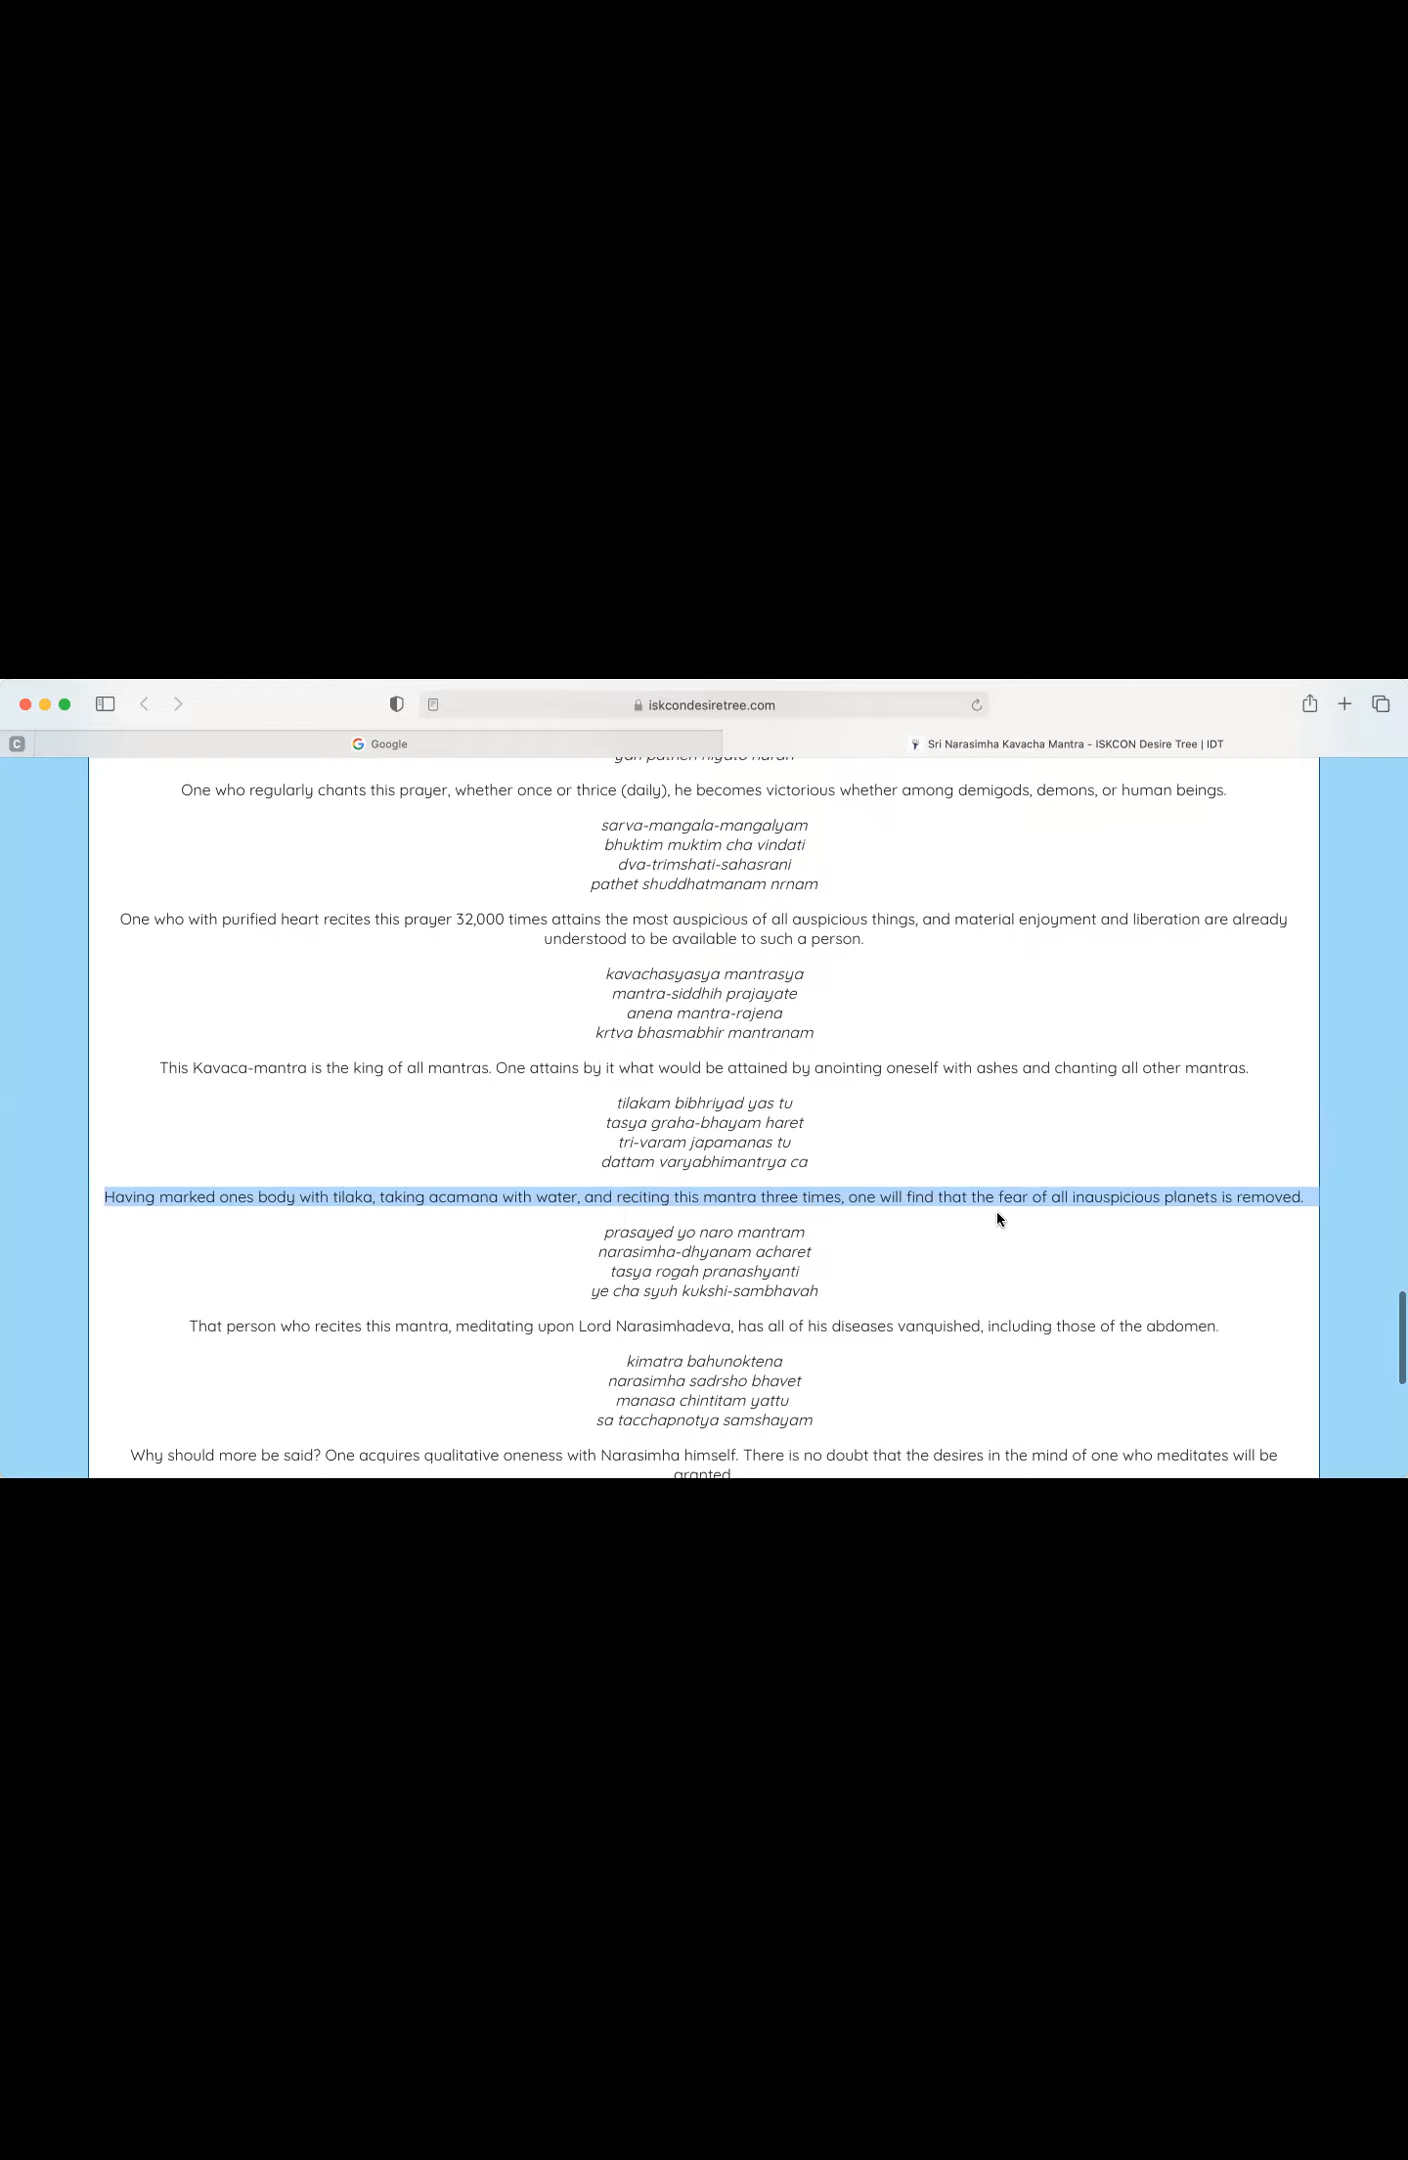 iskcondesiretree.com
C
Google
Sri Narasimha Kavacha Mantra - ISKCON Desire Tree | IDT
yah pathen niyato narah
One who regularly chants this prayer, whether once or thrice (daily), he becomes victorious whether among demigods, demons, or human beings.
sarva-mangala-mangalyam
bhuktim muktim cha vindati
dva-trimshati-sahasrani
pathet shuddhatmanam nrnam
One who with purified heart recites this prayer 32,000 times attains the most auspicious of all auspicious things, and material enjoyment and liberation are already
understood to be available to such a person.
kavachasyasya mantrasya
mantra-siddhih prajayate
anena mantra-rajena
krtva bhasmabhir mantranam
This Kavaca-mantra is the king of all mantras. One attains by it what would be attained by anointing oneself with ashes and chanting all other mantras.
tilakam bibhriyad yas tu
tasya graha-bhayam haret
tri-varam japamanas tu
dattam varyabhimantrya ca
Having marked ones body with tilaka, taking acamana with water, and reciting this mantra three times, one will find that the fear of all inauspicious planets is removed.
prasayed yo naro mantram
narasimha-dhyanam acharet
tasya rogah pranashyanti
ye cha syuh kukshi-sambhavah
That person who recites this mantra, meditating upon Lord Narasimhadeva, has all of his diseases vanquished, including those of the abdomen.
kimatra bahunoktena
narasimha sadrsho bhavet
manasa chintitam yattu
sa tacchapnotya samshayam
Why should more be said? One acquires qualitative oneness with Narasimha himself. There is no doubt that the desires in the mind of one who meditates will be
granted